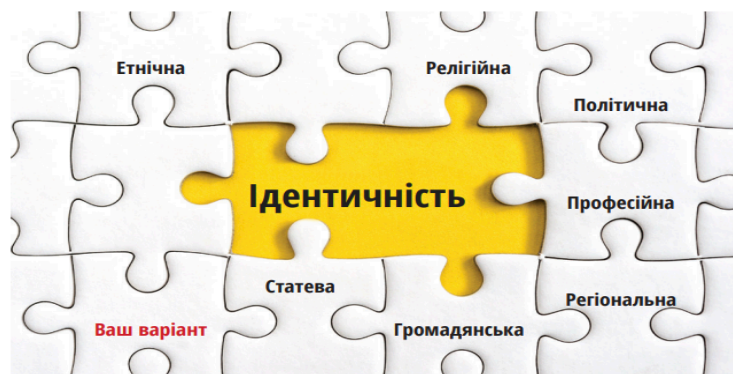 Етнічна
Релігійна
Політична
Ідентичність
Професійна
Статева
Регіональна
Ваш варіант
Громадянська